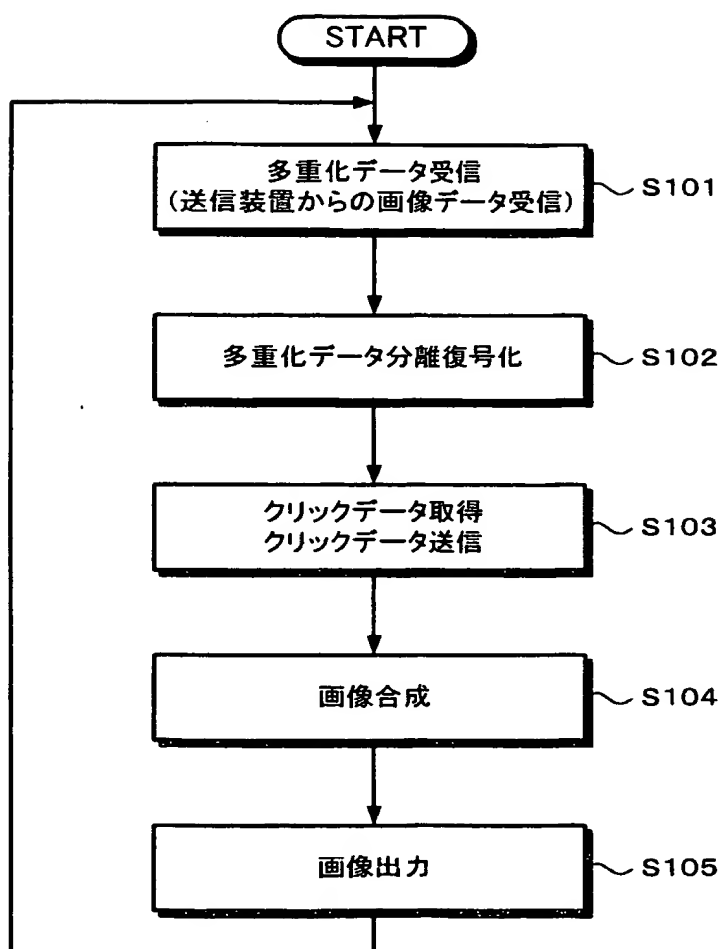 START
多重化データ受信
(送信装置からの画像データ受信)
S101
多重化データ分離復号化
S102
クリックデータ取得
クリックデータ送信
S103
画像合成
S104
画像出力
S105